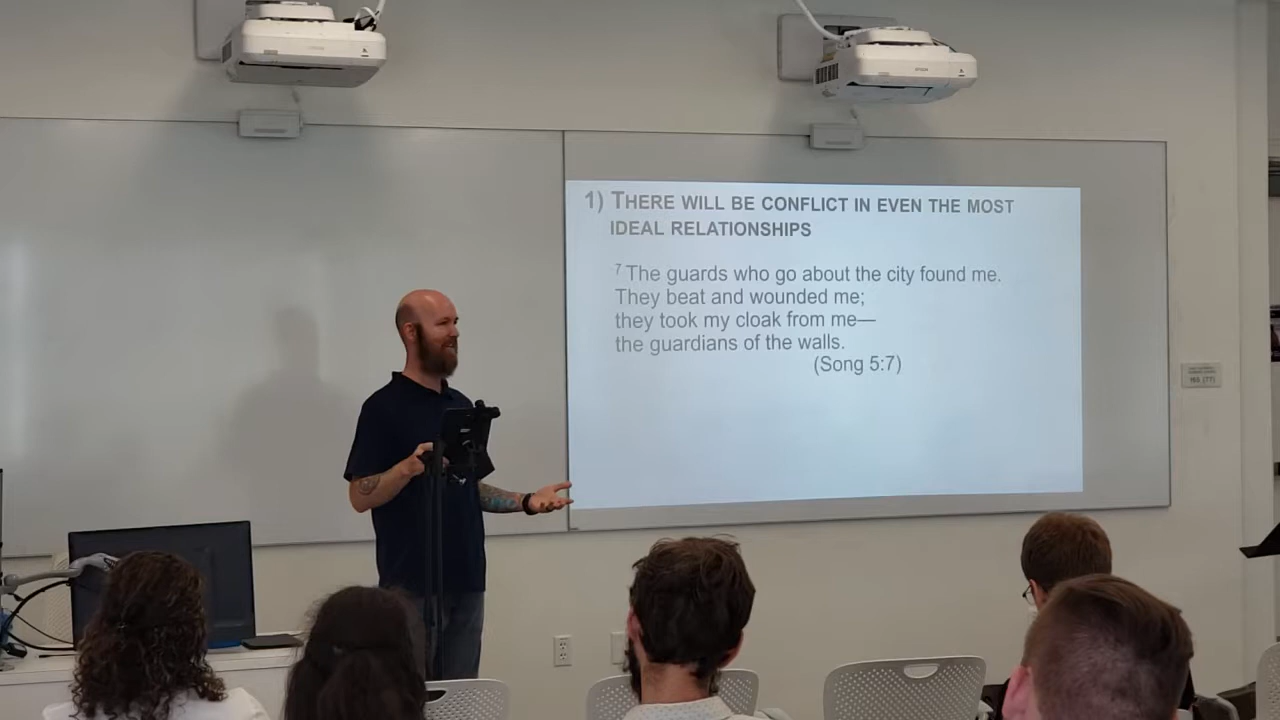 1) THERE WILL BE CONFLICT IN EVEN THE MOST
IDEAL RELATIONSHIPS
7 The guards who go about the city found me.
They beat and wounded me;
they took my cloak from me—
the guardians of the walls.
(Song 5:7)